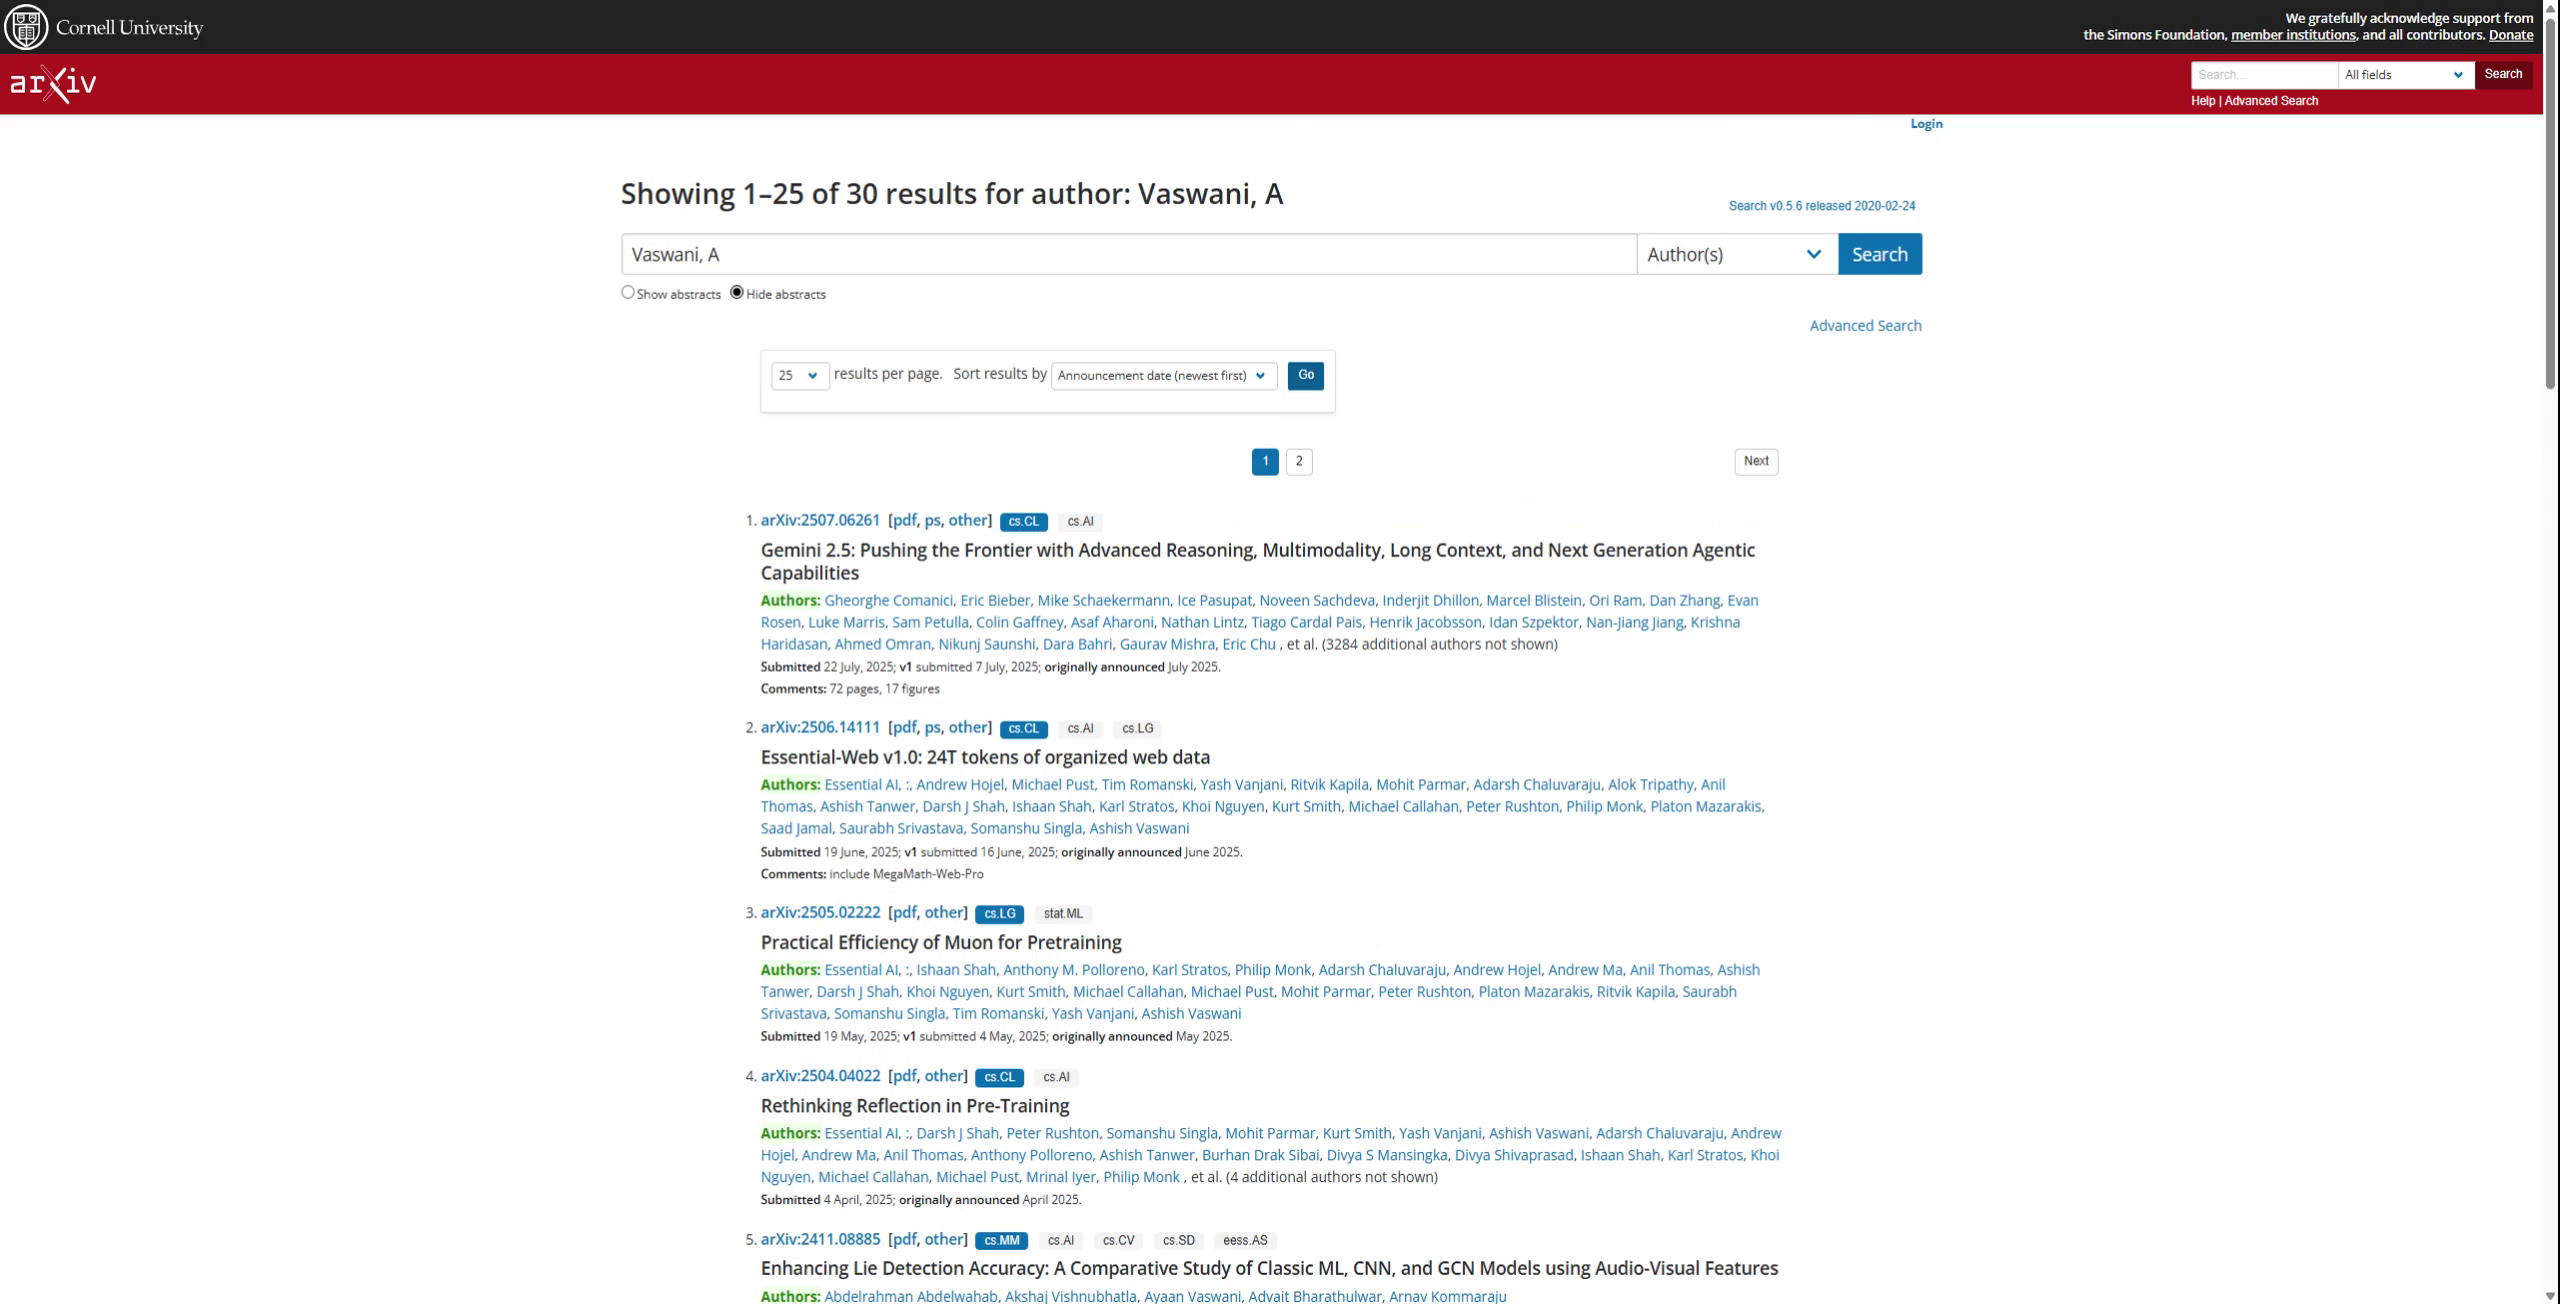 Cornell University
We gratefully acknowledge support from
the Simons Foundation, member institutions, and all contributors. Donate
arXiv
Search... All fields Search
Help | Advanced Search
Login
Showing 1–25 of 30 results for author: Vaswani, A
Search v0.5.6 released 2020-02-24
Vaswani, A Author(s) Search
Show abstracts Hide abstracts
Advanced Search
25 results per page. Sort results by Announcement date (newest first) Go
1 2 Next
1. arXiv:2507.06261 [pdf, ps, other] cs.CL cs.AI
Gemini 2.5: Pushing the Frontier with Advanced Reasoning, Multimodality, Long Context, and Next Generation Agentic
Capabilities
Authors: Gheorghe Comanici, Eric Bieber, Mike Schaekermann, Ice Pasupat, Noveen Sachdeva, Inderjit Dhillon, Marcel Blistein, Ori Ram, Dan Zhang, Evan
Rosen, Luke Marris, Sam Petulla, Colin Gaffney, Asaf Aharoni, Nathan Lintz, Tiago Cardal Pais, Henrik Jacobsson, Idan Szpektor, Nan-Jiang Jiang, Krishna
Haridasan, Ahmed Omran, Nikunj Saunshi, Dara Bahri, Gaurav Mishra, Eric Chu , et al. (3284 additional authors not shown)
Submitted 22 July, 2025; v1 submitted 7 July, 2025; originally announced July 2025.
Comments: 72 pages, 17 figures
2. arXiv:2506.14111 [pdf, ps, other] cs.CL cs.AI cs.LG
Essential-Web v1.0: 24T tokens of organized web data
Authors: Essential AI, :, Andrew Hojel, Michael Pust, Tim Romanski, Yash Vanjani, Ritvik Kapila, Mohit Parmar, Adarsh Chaluvaraju, Alok Tripathy, Anil
Thomas, Ashish Tanwer, Darsh J Shah, Ishaan Shah, Karl Stratos, Khoi Nguyen, Kurt Smith, Michael Callahan, Peter Rushton, Philip Monk, Platon Mazarakis,
Saad Jamal, Saurabh Srivastava, Somanshu Singla, Ashish Vaswani
Submitted 19 June, 2025; v1 submitted 16 June, 2025; originally announced June 2025.
Comments: include MegaMath-Web-Pro
3. arXiv:2505.02222 [pdf, other] cs.LG stat.ML
Practical Efficiency of Muon for Pretraining
Authors: Essential AI, :, Ishaan Shah, Anthony M. Polloreno, Karl Stratos, Philip Monk, Adarsh Chaluvaraju, Andrew Hojel, Andrew Ma, Anil Thomas, Ashish
Tanwer, Darsh J Shah, Khoi Nguyen, Kurt Smith, Michael Callahan, Michael Pust, Mohit Parmar, Peter Rushton, Platon Mazarakis, Ritvik Kapila, Saurabh
Srivastava, Somanshu Singla, Tim Romanski, Yash Vanjani, Ashish Vaswani
Submitted 19 May, 2025; v1 submitted 4 May, 2025; originally announced May 2025.
4. arXiv:2504.04022 [pdf, other] cs.CL cs.AI
Rethinking Reflection in Pre-Training
Authors: Essential AI, :, Darsh J Shah, Peter Rushton, Somanshu Singla, Mohit Parmar, Kurt Smith, Yash Vanjani, Ashish Vaswani, Adarsh Chaluvaraju, Andrew
Hojel, Andrew Ma, Anil Thomas, Anthony Polloreno, Ashish Tanwer, Burhan Drak Sibai, Divya S Mansingka, Divya Shivaprasad, Ishaan Shah, Karl Stratos, Khoi
Nguyen, Michael Callahan, Michael Pust, Mrinal Iyer, Philip Monk , et al. (4 additional authors not shown)
Submitted 4 April, 2025; originally announced April 2025.
5. arXiv:2411.08885 [pdf, other] cs.MM cs.AI cs.CV cs.SD eess.AS
Enhancing Lie Detection Accuracy: A Comparative Study of Classic ML, CNN, and GCN Models using Audio-Visual Features
Authors: Abdelrahman Abdelwahab, Akshaj Vishnubhatla, Ayaan Vaswani, Advait Bharathulwar, Arnav Kommaraju